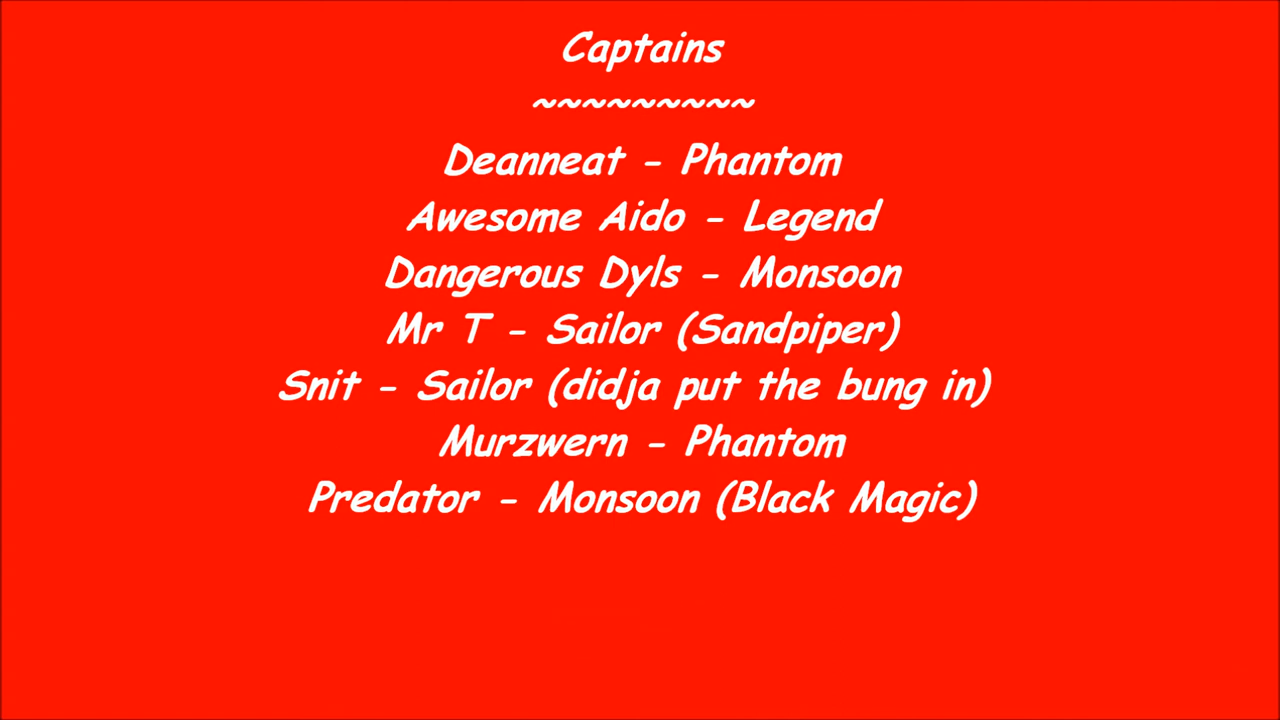 Captains
~~~~~~~~~
Deanneat - Phantom
Awesome Aido - Legend
Dangerous Dyls - Monsoon
Mr T - Sailor (Sandpiper)
Snit - Sailor (didja put the bung in)
Murzwern - Phantom
Predator - Monsoon (Black Magic)